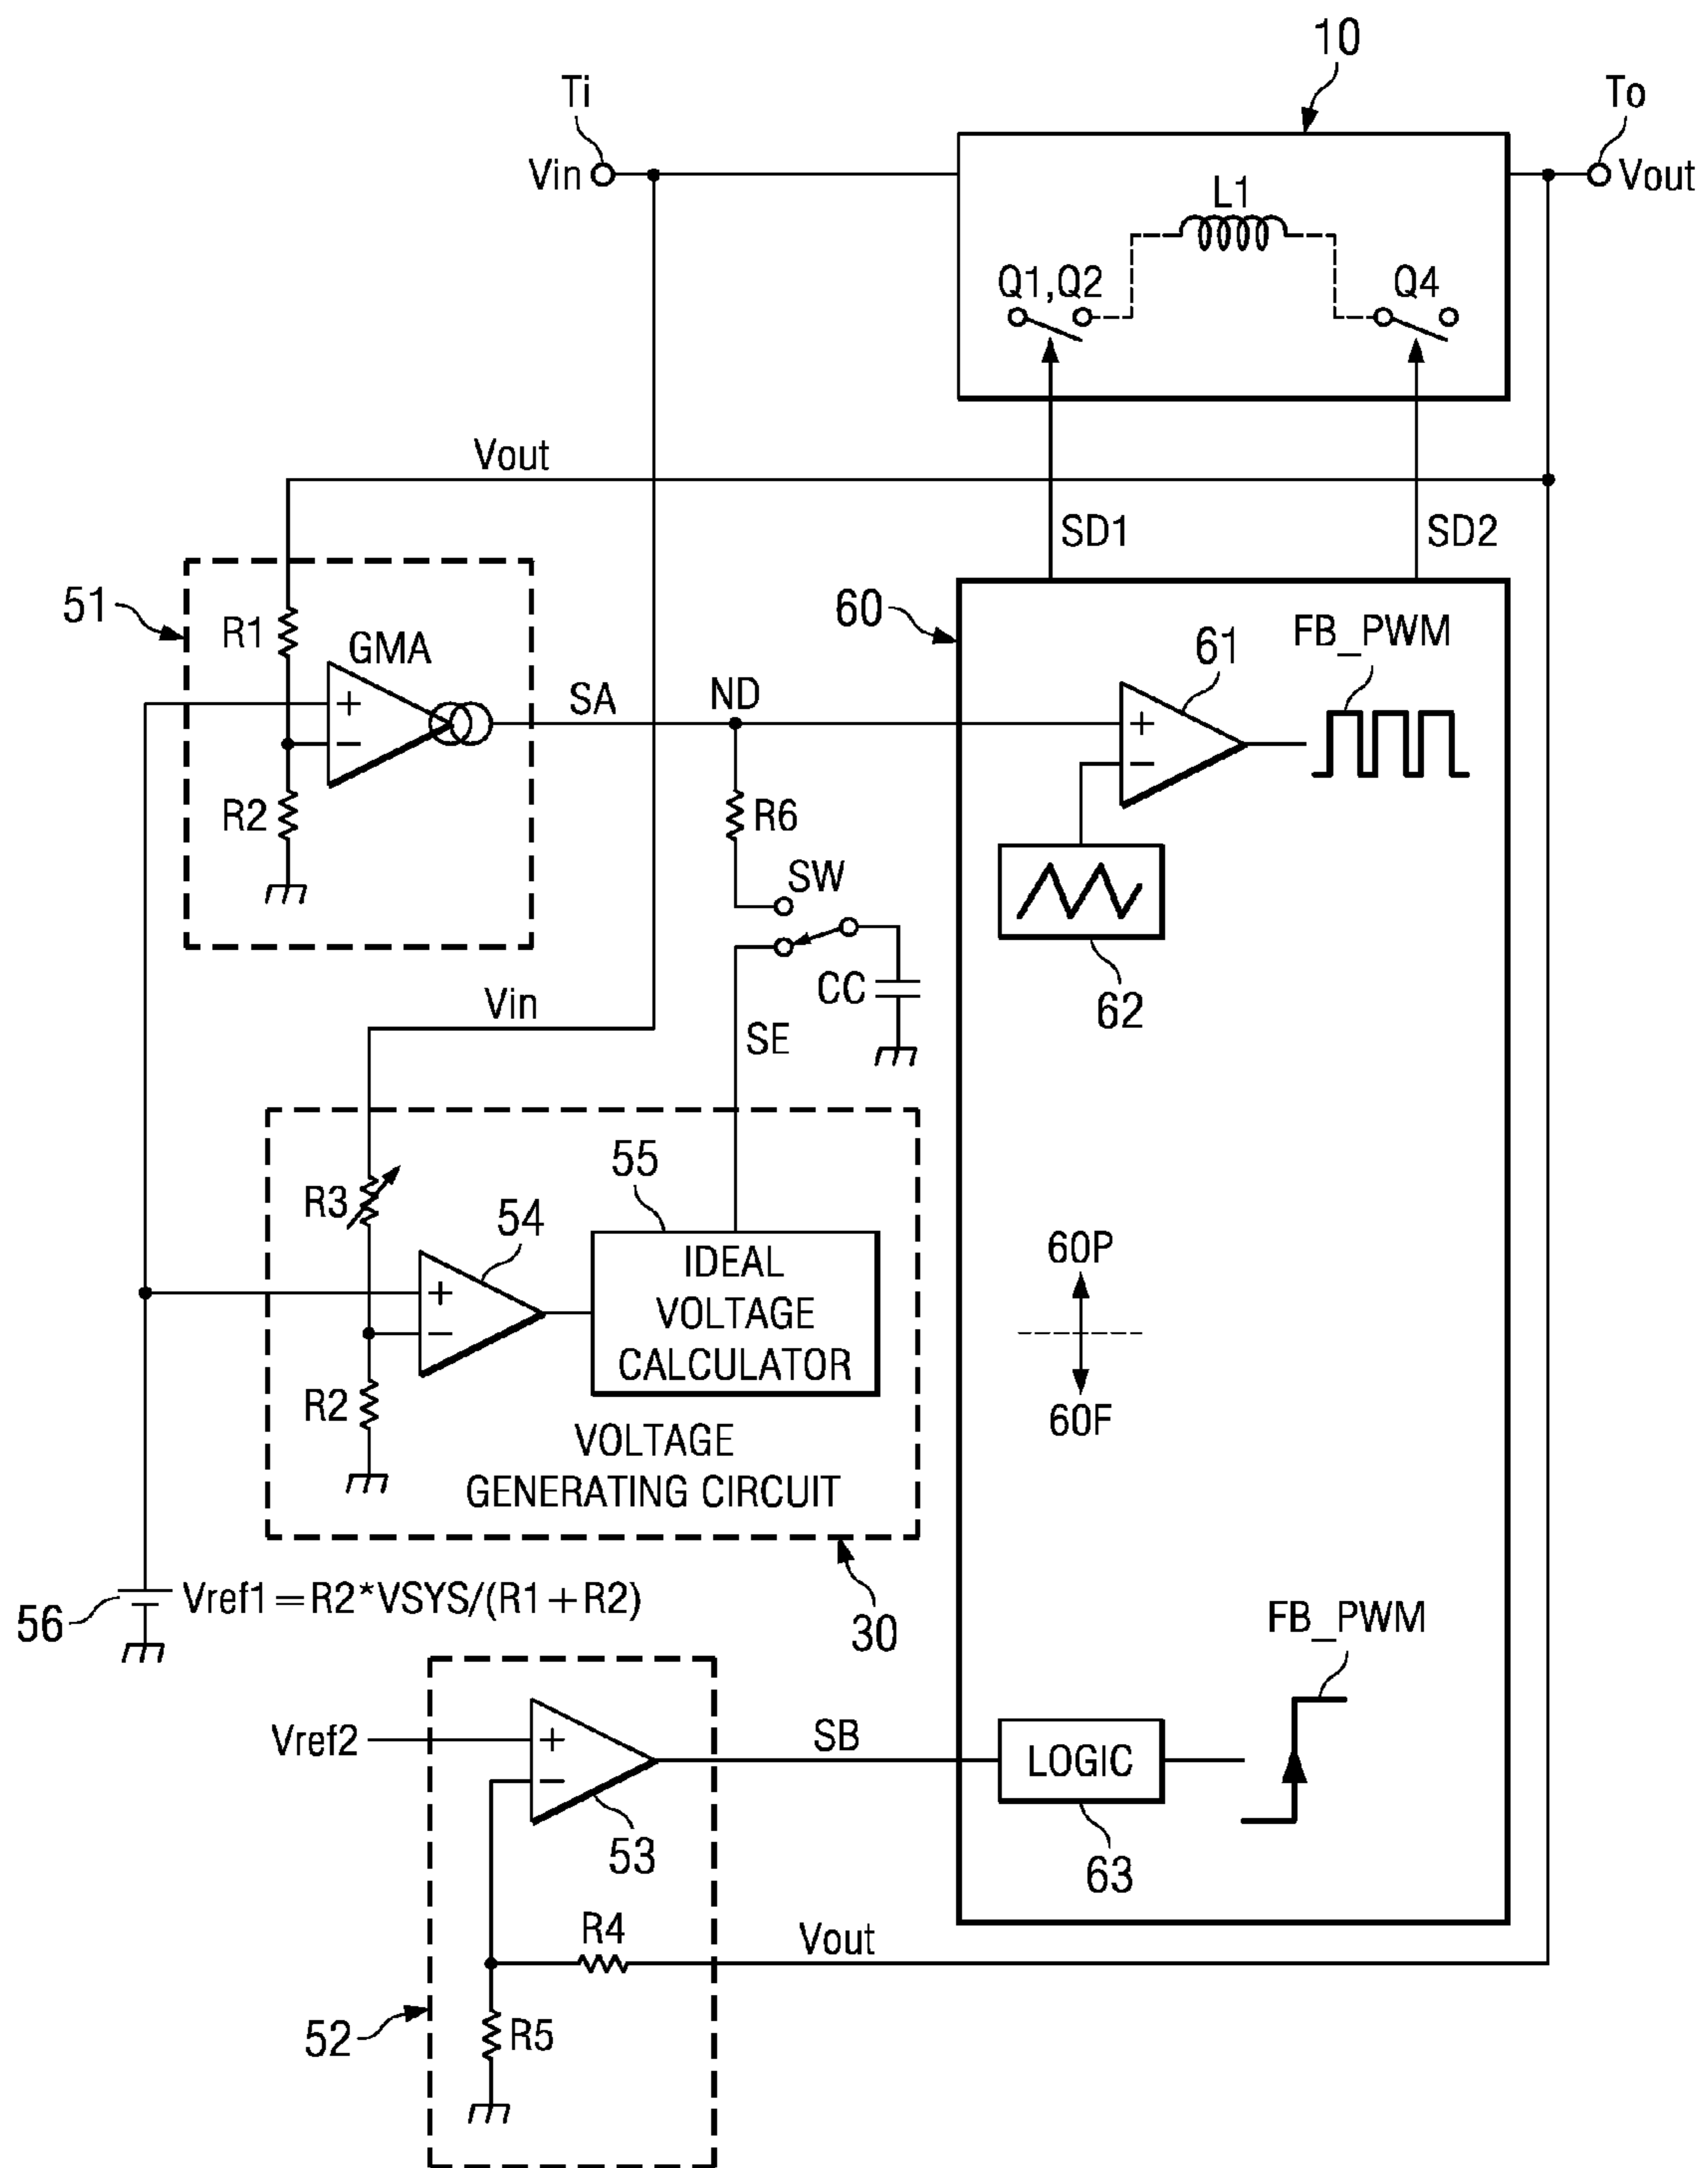 10
Ti
To
Vin
Vout
L1
Q1,Q2
Q4
Vout
SD1
SD2
51
60
R1
GMA
61
FB_PWM
SA
ND
+
−
+
−
R2
R6
SW
62
CC
Vin
SE
55
R3
54
60P
IDEAL
VOLTAGE
CALCULATOR
+
−
R2
60F
VOLTAGE
GENERATING CIRCUIT
56
Vref1=R2*VSYS/(R1+R2)
30
FB_PWM
Vref2
+
−
SB
LOGIC
53
63
R4
Vout
52
R5